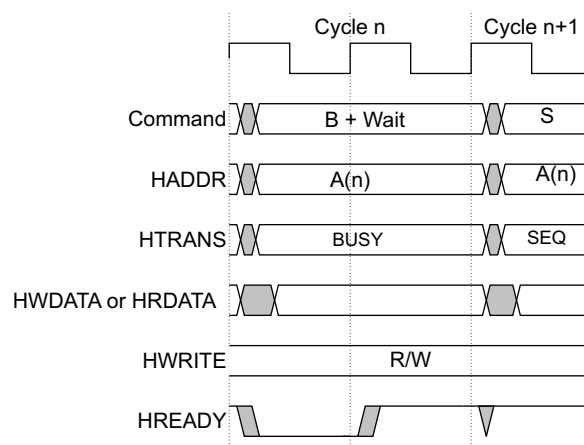 Cycle n Cycle n+1
Command B + Wait S
HADDR A(n) A(n)
HTRANS BUSY SEQ
HWDATA or HRDATA
HWRITE R/W
HREADY